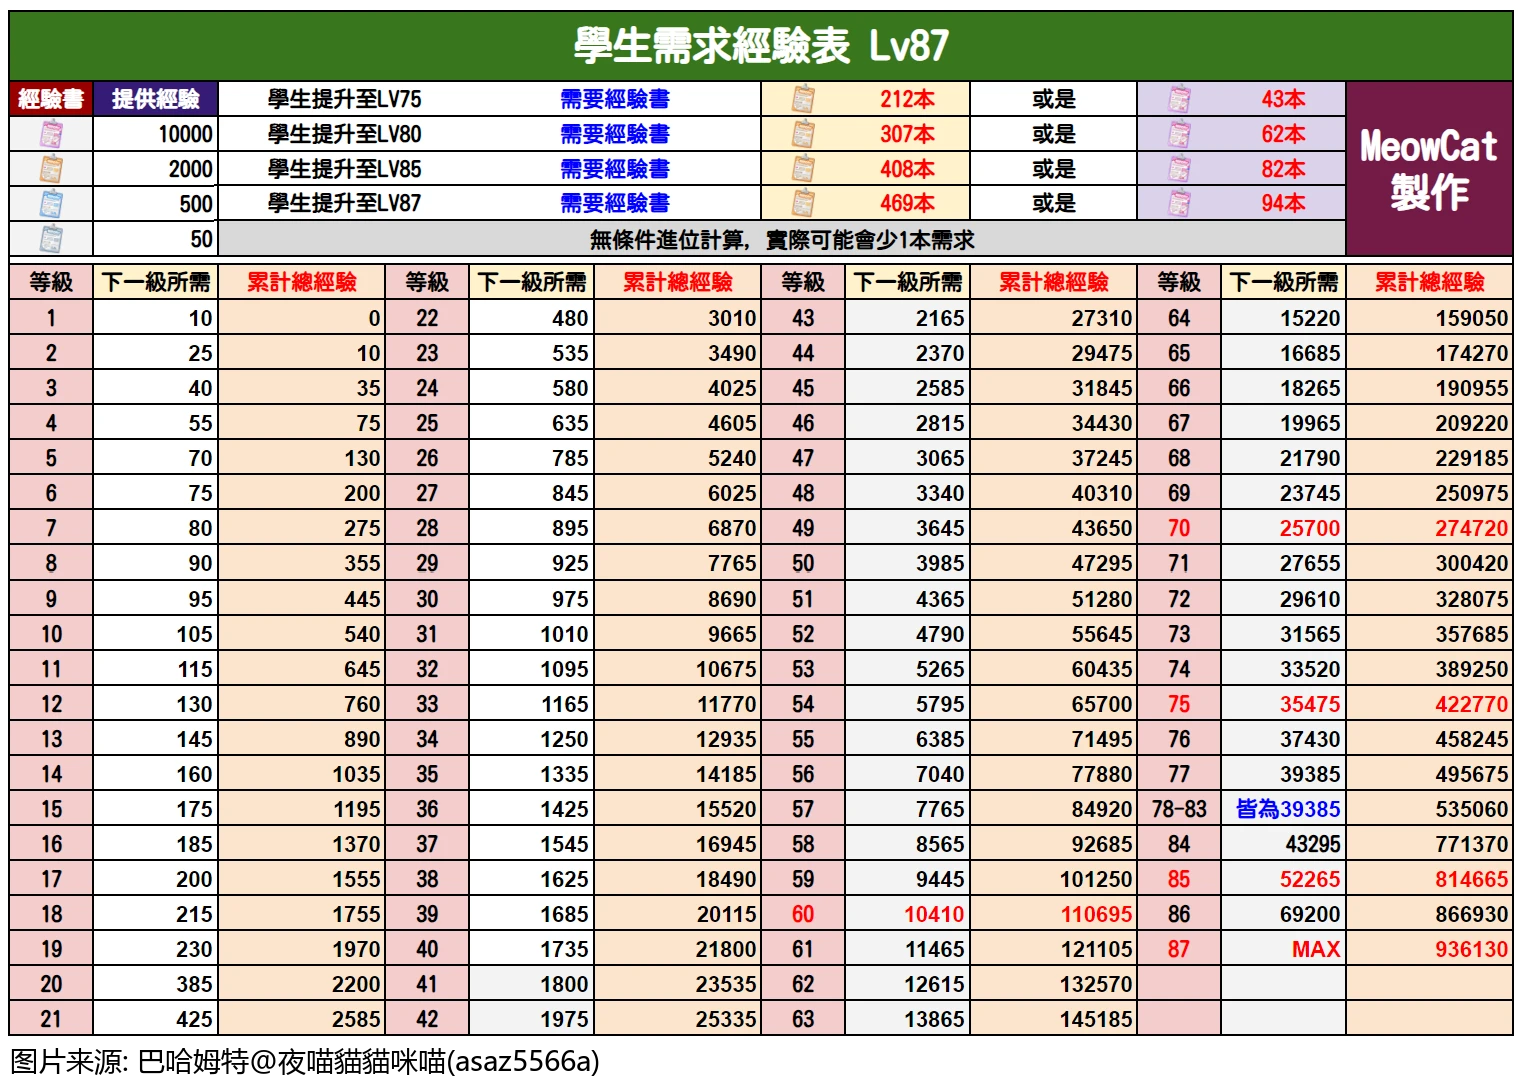 學生需求經驗表 Lv87
經驗書 提供經驗 學生提升至LV75 需要經驗書 212本 或是 43本
10000 學生提升至LV80 需要經驗書 307本 或是 62本
2000 學生提升至LV85 需要經驗書 408本 或是 82本
500 學生提升至LV87 需要經驗書 469本 或是 94本
50 無條件進位計算, 實際可能會少1本需求
MeowCat
製作
等級 下一級所需 累計總經驗 等級 下一級所需 累計總經驗 等級 下一級所需 累計總經驗 等級 下一級所需 累計總經驗
1 10 0 22 480 3010 43 2165 27310 64 15220 159050
2 25 10 23 535 3490 44 2370 29475 65 16685 174270
3 40 35 24 580 4025 45 2585 31845 66 18265 190955
4 55 75 25 635 4605 46 2815 34430 67 19965 209220
5 70 130 26 785 5240 47 3065 37245 68 21790 229185
6 75 200 27 845 6025 48 3340 40310 69 23745 250975
7 80 275 28 895 6870 49 3645 43650 70 25700 274720
8 90 355 29 925 7765 50 3985 47295 71 27655 300420
9 95 445 30 975 8690 51 4365 51280 72 29610 328075
10 105 540 31 1010 9665 52 4790 55645 73 31565 357685
11 115 645 32 1095 10675 53 5265 60435 74 33520 389250
12 130 760 33 1165 11770 54 5795 65700 75 35475 422770
13 145 890 34 1250 12935 55 6385 71495 76 37430 458245
14 160 1035 35 1335 14185 56 7040 77880 77 39385 495675
15 175 1195 36 1425 15520 57 7765 84920 78-83 皆為39385 535060
16 185 1370 37 1545 16945 58 8565 92685 84 43295 771370
17 200 1555 38 1625 18490 59 9445 101250 85 52265 814665
18 215 1755 39 1685 20115 60 10410 110695 86 69200 866930
19 230 1970 40 1735 21800 61 11465 121105 87 MAX 936130
20 385 2200 41 1800 23535 62 12615 132570
21 425 2585 42 1975 25335 63 13865 145185
图片来源: 巴哈姆特@夜喵貓貓咪喵(asaz5566a)